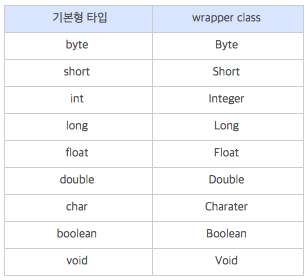 기본형 타입 wrapper class
byte Byte
short Short
int Integer
long Long
float Float
double Double
char Charater
boolean Boolean
void Void